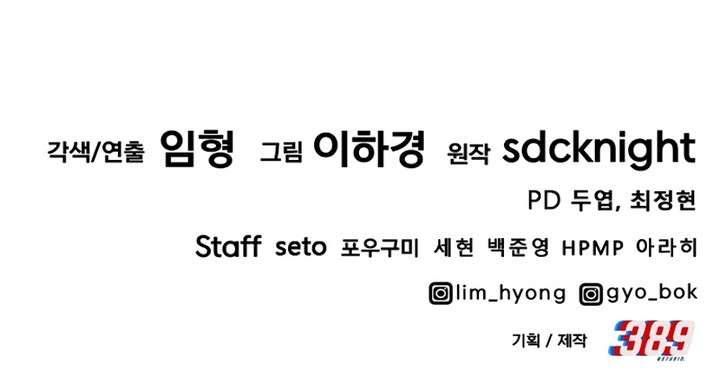 각색/연출 임형 그림 이하경 원작 sdcknight
PD 두엽, 최정현
Staff seto 포우구미 세현 백준영 HPMP 아라히
lim_hyong gyo_bok
기획 / 제작 389
STUDIO.